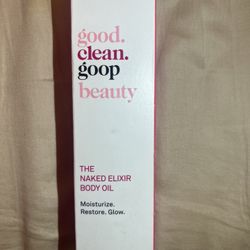 good.
clean.
goop
beauty
THE
NAKED ELIXIR
BODY OIL
Moisturize.
Restore. Glow.